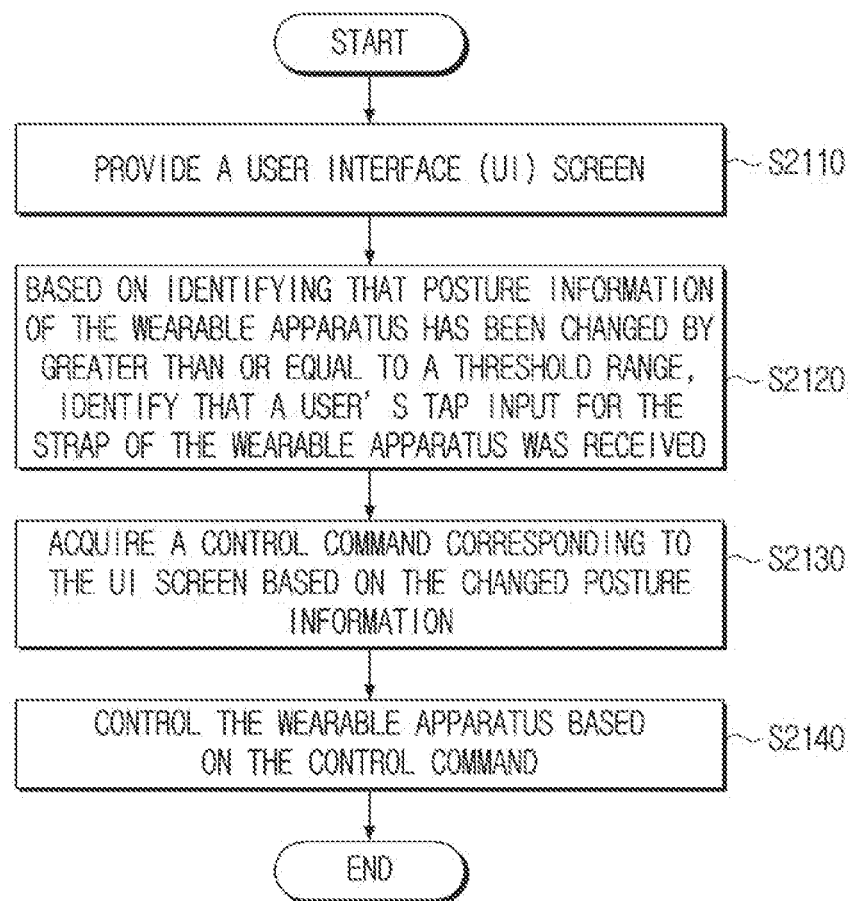 START
PROVIDE A USER INTERFACE (UI) SCREEN
S2110
BASED ON IDENTIFYING THAT POSTURE INFORMATION
OF THE WEARABLE APPARATUS HAS BEEN CHANGED BY
GREATER THAN OR EQUAL TO A THRESHOLD RANGE,
IDENTIFY THAT A USER' S TAP INPUT FOR THE
STRAP OF THE WEARABLE APPARATUS WAS RECEIVED
S2120
ACQUIRE A CONTROL COMMAND CORRESPONDING TO
THE UI SCREEN BASED ON THE CHANGED POSTURE
INFORMATION
S2130
CONTROL THE WEARABLE APPARATUS BASED
ON THE CONTROL COMMAND
S2140
END